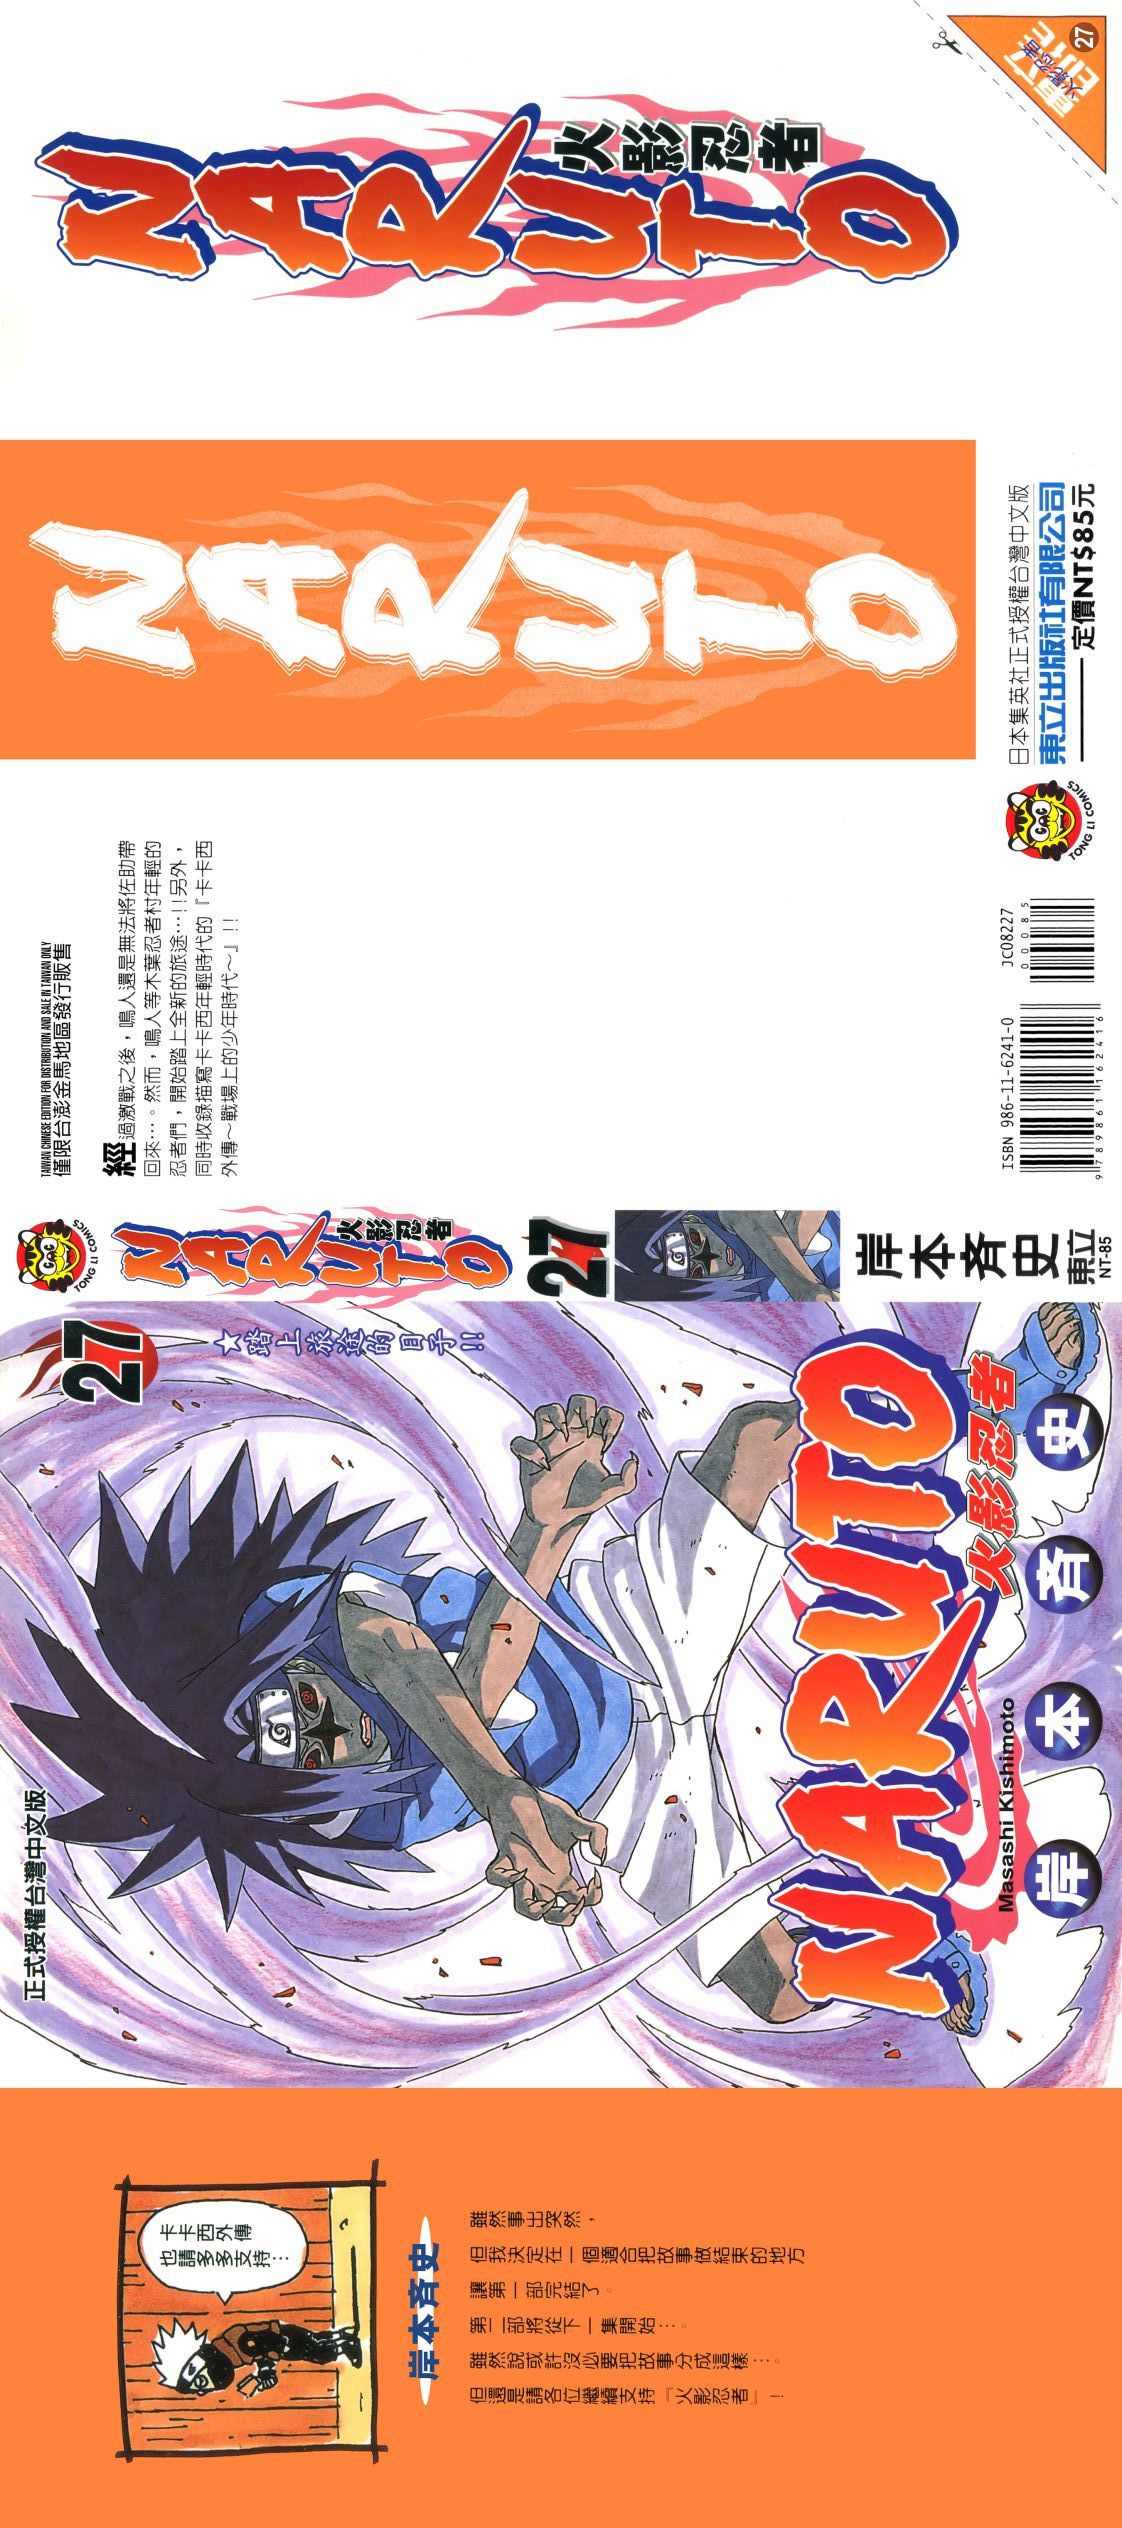 NARUTO
火影忍者
火影忍者
27
NARUTO
日本集英社正式授權台灣中文版
東立出版社有限公司
定價NT$85元
TONG LI COMICS
TAIWAN CHINESE EDITION FOR DISTRIBUTION AND SALE IN TAIWAN ONLY
僅限台澎金馬地區發行販售
經過激戰之後，鳴人還是無法將佐助帶
回來…。然而，鳴人等木葉忍者村年輕的
忍者們，開始踏上全新的旅途…!!另外，
同時收錄描寫卡卡西年輕時代的『卡卡西
外傳～戰場上的少年時代～』!!
JC08227
00085
ISBN 986-11-6241-0
9789861162416
TONG LI COMICS
NARUTO
火影忍者
27
岸本斉史
東立
NT-85
27
★踏上旅途的日子!!
正式授權台灣中文版
NARUTO
火影忍者
Masashi Kishimoto
岸本斉史
卡卡西外傳
也請多多支持…
岸本斉史
雖然事出突然，
但我決定在一個適合把故事做結束的地方
讓第一部完結了。
第二部將從下一集開始…。
雖然說或許沒必要把故事分成這樣…。
但還是請各位繼續支持『火影忍者』!